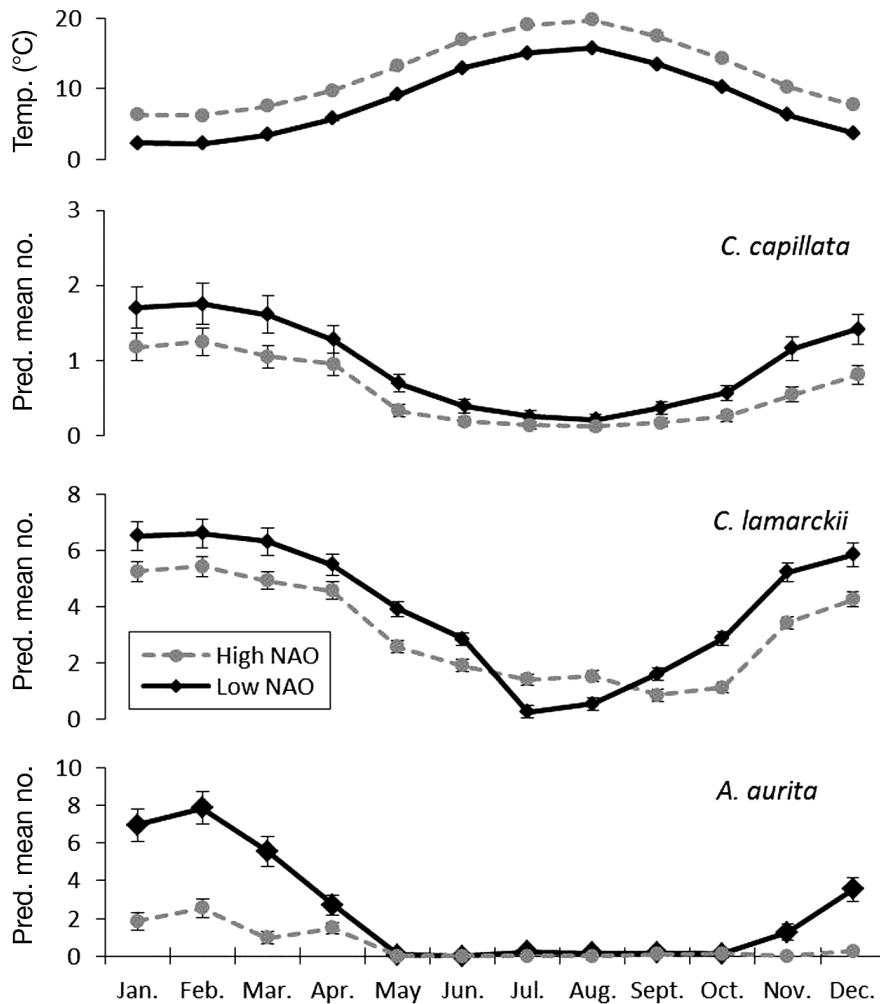 Temp. (°C)
20
10
0
Pred. mean no.
3
2
1
0
C. capillata
Pred. mean no.
8
6
4
2
0
C. lamarckii
High NAO
Low NAO
Pred. mean no.
10
8
6
4
2
0
A. aurita
Jan. Feb. Mar. Apr. May Jun. Jul. Aug. Sept. Oct. Nov. Dec.